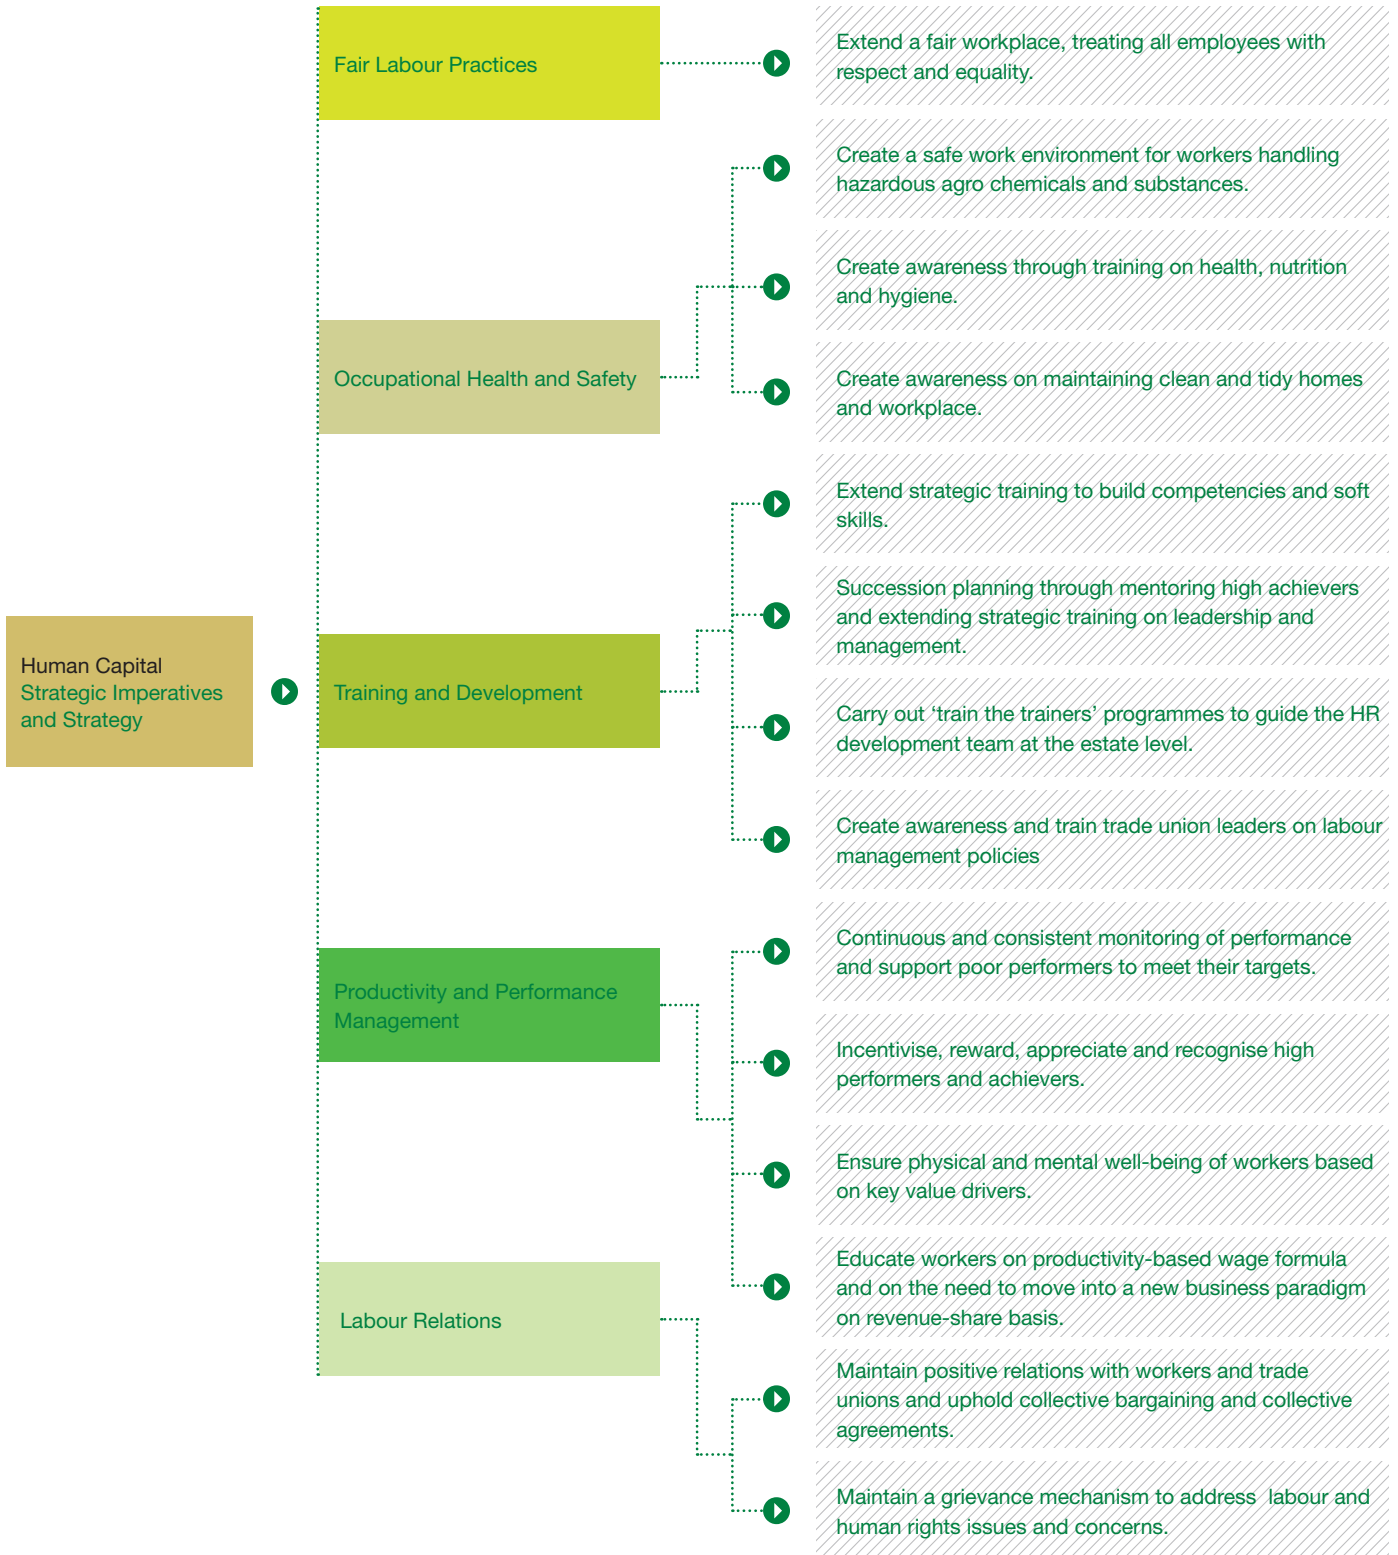 Human Capital
Strategic Imperatives
and Strategy
Fair Labour Practices
Extend a fair workplace, treating all employees with
respect and equality.
Occupational Health and Safety
Create a safe work environment for workers handling
hazardous agro chemicals and substances.
Create awareness through training on health, nutrition
and hygiene.
Create awareness on maintaining clean and tidy homes
and workplace.
Training and Development
Extend strategic training to build competencies and soft
skills.
Succession planning through mentoring high achievers
and extending strategic training on leadership and
management.
Carry out ‘train the trainers’ programmes to guide the HR
development team at the estate level.
Create awareness and train trade union leaders on labour
management policies
Productivity and Performance
Management
Continuous and consistent monitoring of performance
and support poor performers to meet their targets.
Incentivise, reward, appreciate and recognise high
performers and achievers.
Ensure physical and mental well-being of workers based
on key value drivers.
Educate workers on productivity-based wage formula
and on the need to move into a new business paradigm
on revenue-share basis.
Labour Relations
Maintain positive relations with workers and trade
unions and uphold collective bargaining and collective
agreements.
Maintain a grievance mechanism to address labour and
human rights issues and concerns.